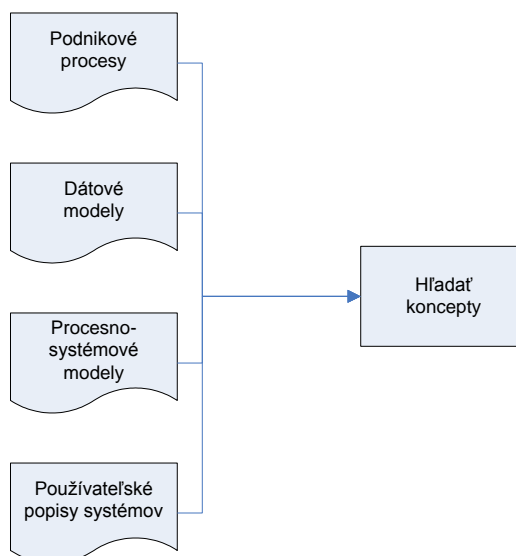 Podnikové
procesy
Dátové
modely
Procesno-
systémové
modely
Používateľské
popisy systémov
Hľadať
koncepty